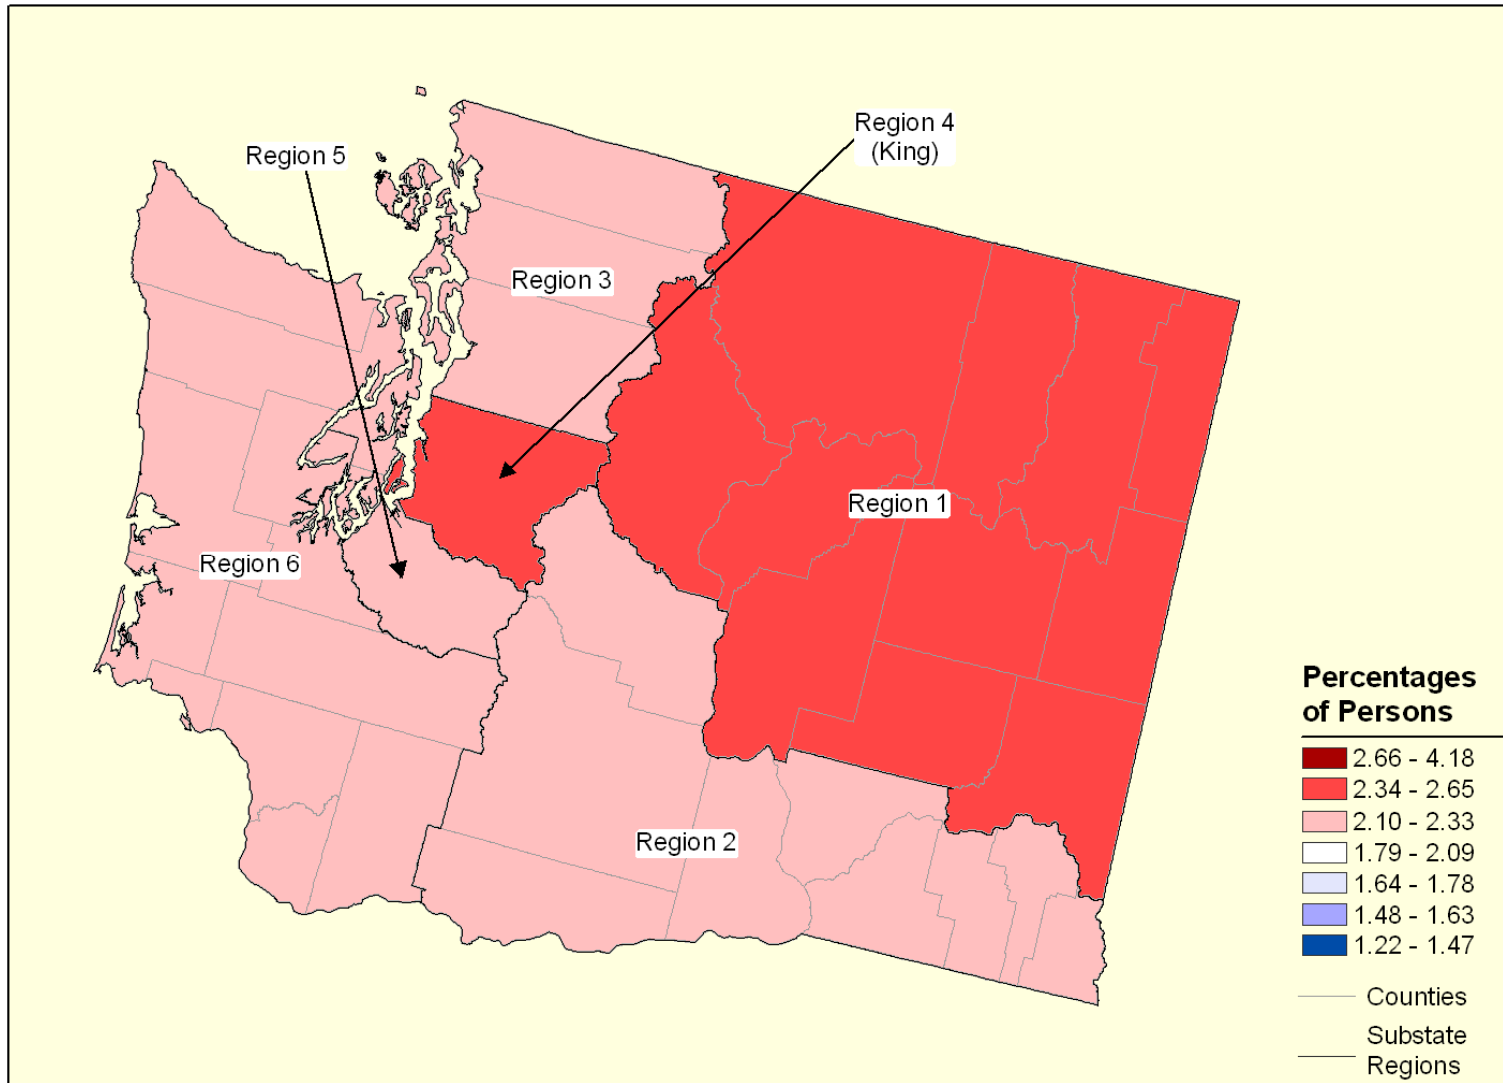 Region 4
(King)
Region 5
Region 3
Region 1
Region 6
Region 2
Percentages
of Persons
2.66 - 4.18
2.34 - 2.65
2.10 - 2.33
1.79 - 2.09
1.64 - 1.78
1.48 - 1.63
1.22 - 1.47
Counties
Substate
Regions